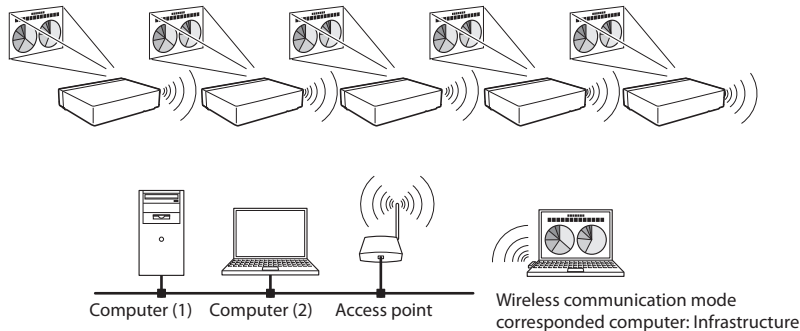 Computer (1) Computer (2) Access point
Wireless communication mode
corresponded computer: Infrastructure